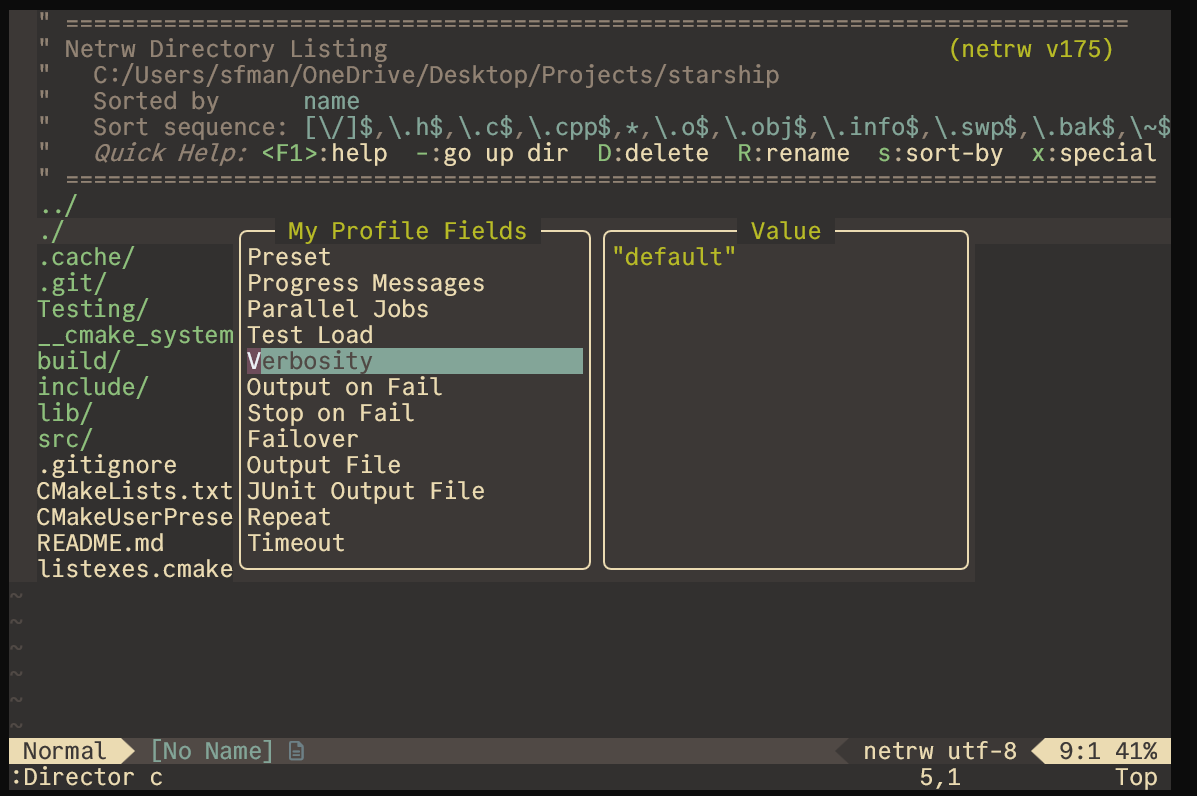 " ============================================================================
" Netrw Directory Listing (netrw v175)
" C:/Users/sfman/OneDrive/Desktop/Projects/starship
" Sorted by name
" Sort sequence: [\/]$,\.h$,\.c$,\.cpp$,*,\.o$,\.obj$,\.info$,\.swp$,\.bak$,\~$
" Quick Help: <F1>:help -:go up dir D:delete R:rename s:sort-by x:special
" ==============================================================================
../
./
My Profile Fields Value
.cache/ Preset "default"
.git/ Progress Messages
Testing/ Parallel Jobs
__cmake_system Test Load
build/ Verbosity
include/ Output on Fail
lib/ Stop on Fail
src/ Failover
.gitignore Output File
CMakeLists.txt JUnit Output File
CMakeUserPrese Repeat
README.md Timeout
listexes.cmake
~
~
~
~
~
~
Normal [No Name] netrw utf-8 9:1 41%
:Director c 5,1 Top